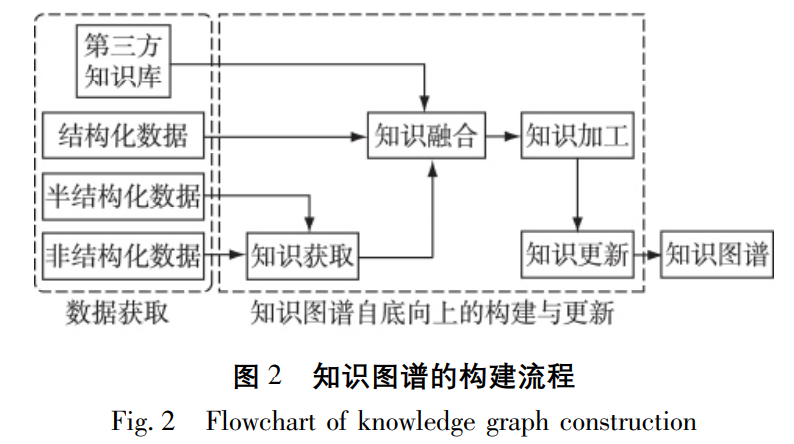 第三方
知识库
结构化数据
知识融合
知识加工
半结构化数据
非结构化数据
知识获取
知识更新
知识图谱
数据获取
知识图谱自底向上的构建与更新
图2 知识图谱的构建流程
Fig. 2 Flowchart of knowledge graph construction